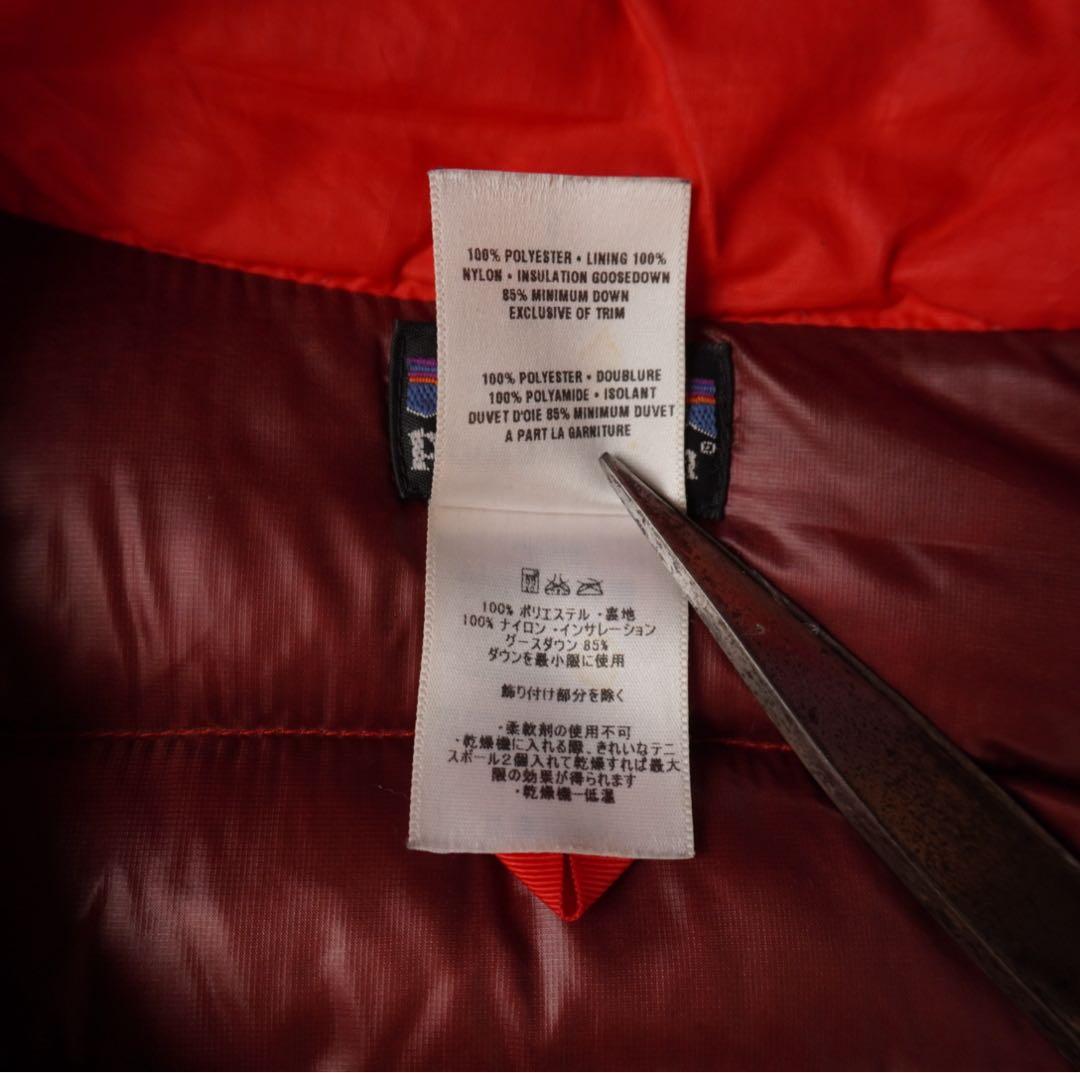 100% POLYESTER • LINING 100%
NYLON • INSULATION GOOSEDOWN
85% MINIMUM DOWN
EXCLUSIVE OF TRIM
100% POLYESTER • DOUBLURE
100% POLYAMIDE • ISOLANT
DUVET D'OIE 85% MINIMUM DUVET
A PART LA GARNITURE
100% ポリエステル・裏地
100% ナイロン・インサレーション
グースダウン 85%
ダウンを最小限に使用
飾り付け部分を除く
・柔軟剤の使用不可
・乾燥機に入れる際、きれいなテニ
スボール2個入れて乾燥すれば最大
限の効果が得られます
・乾燥機ー低温